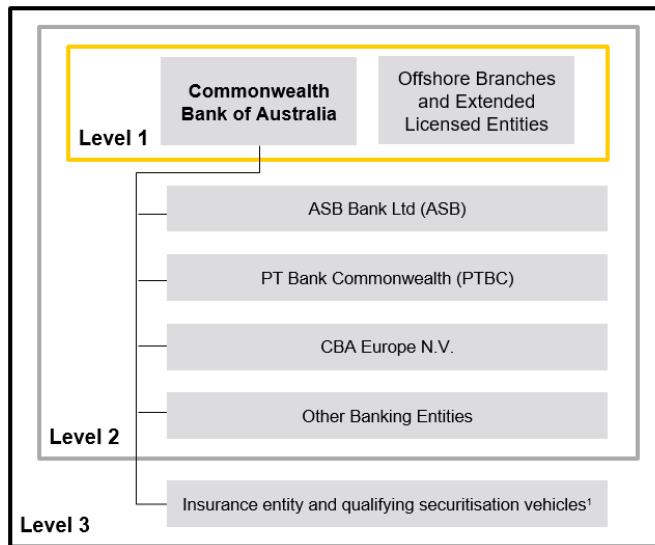 Commonwealth
Bank of Australia
Offshore Branches
and Extended
Licensed Entities
Level 1
ASB Bank Ltd (ASB)
PT Bank Commonwealth (PTBC)
CBA Europe N.V.
Other Banking Entities
Level 2
Insurance entity and qualifying securitisation vehicles¹
Level 3